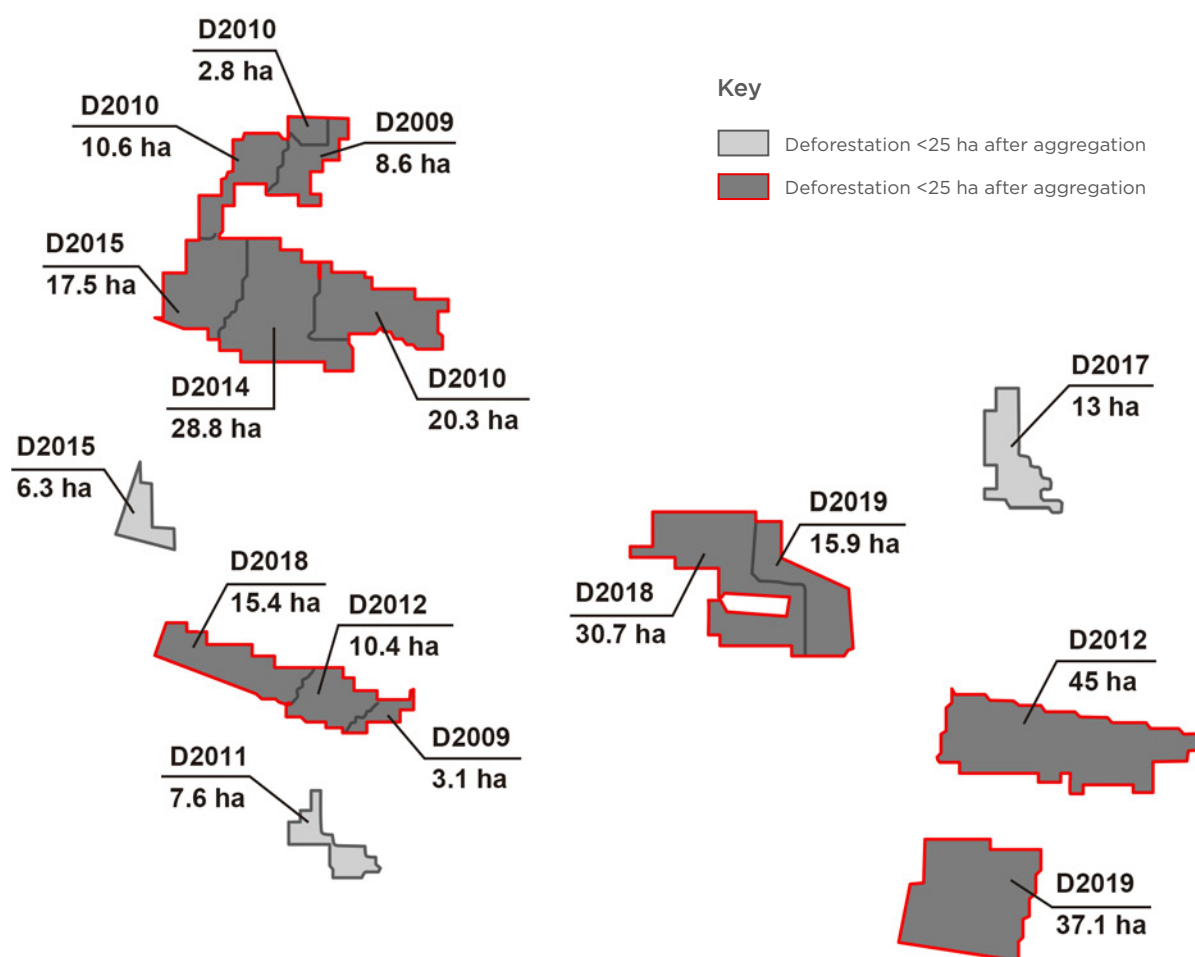 D2010
2.8 ha
D2010
10.6 ha
D2009
8.6 ha
Key
Deforestation <25 ha after aggregation
Deforestation <25 ha after aggregation
D2015
17.5 ha
D2014
28.8 ha
D2010
20.3 ha
D2017
13 ha
D2015
6.3 ha
D2019
15.9 ha
D2018
30.7 ha
D2018
15.4 ha
D2012
10.4 ha
D2012
45 ha
D2009
3.1 ha
D2011
7.6 ha
D2019
37.1 ha